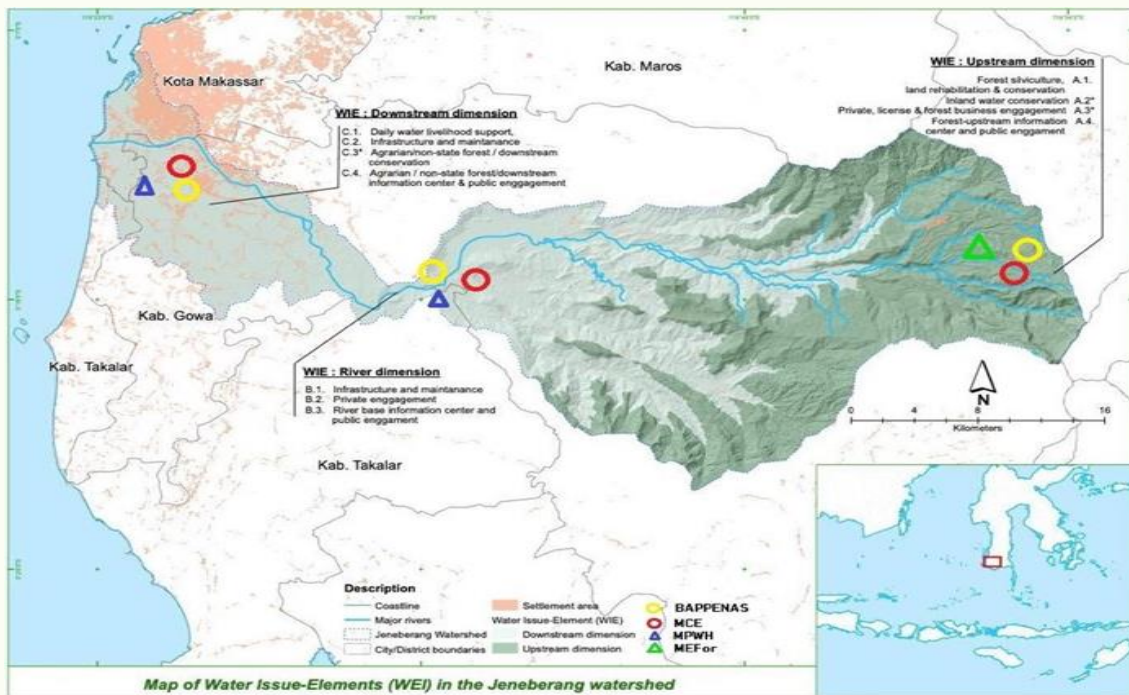 Kota Makassar
Kab. Maros
WIE : Upstream dimension
Forest silviculture, A.1.
land rehabilitation & conservation
Inland water conservation A.2*
Private, license & forest business enggagement A.3*
Forest-upstream information A.4.
center and public engament
WIE : Downstream dimension
C.1. Daily water livelihood support,
C.2. Infrastructure and maintanance
C.3* Agrarian/non-state forest / downstream
conservation
C.4. Agrarian / non-state forest/downstream
information center & public enggagement
Kab. Gowa
Kab. Takalar
WIE : River dimension
B.1. Infrastructure and maintanance
B.2. Private engagement
B.3. River base information center and
public engament
Kab. Takalar
N
0 4 8 12 16
Kilometers
Description
Coastline
Major rivers
Jeneberang Watershed
City/District boundaries
Settlement area
Water Issue-Element (WIE)
Downstream dimension
Upstream dimension
BAPPENAS
MCE
MPWH
MEFor
Map of Water Issue-Elements (WEI) in the Jeneberang watershed